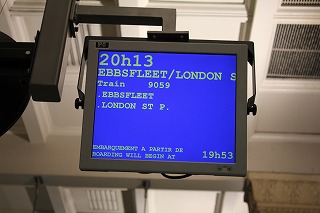 20h13
EBBSFLEET/LONDON S
Train 9059
.EBBSFLEET
.LONDON ST P.
EMBARQUEMENT A PARTIR DE
BOARDING WILL BEGIN AT 19h53